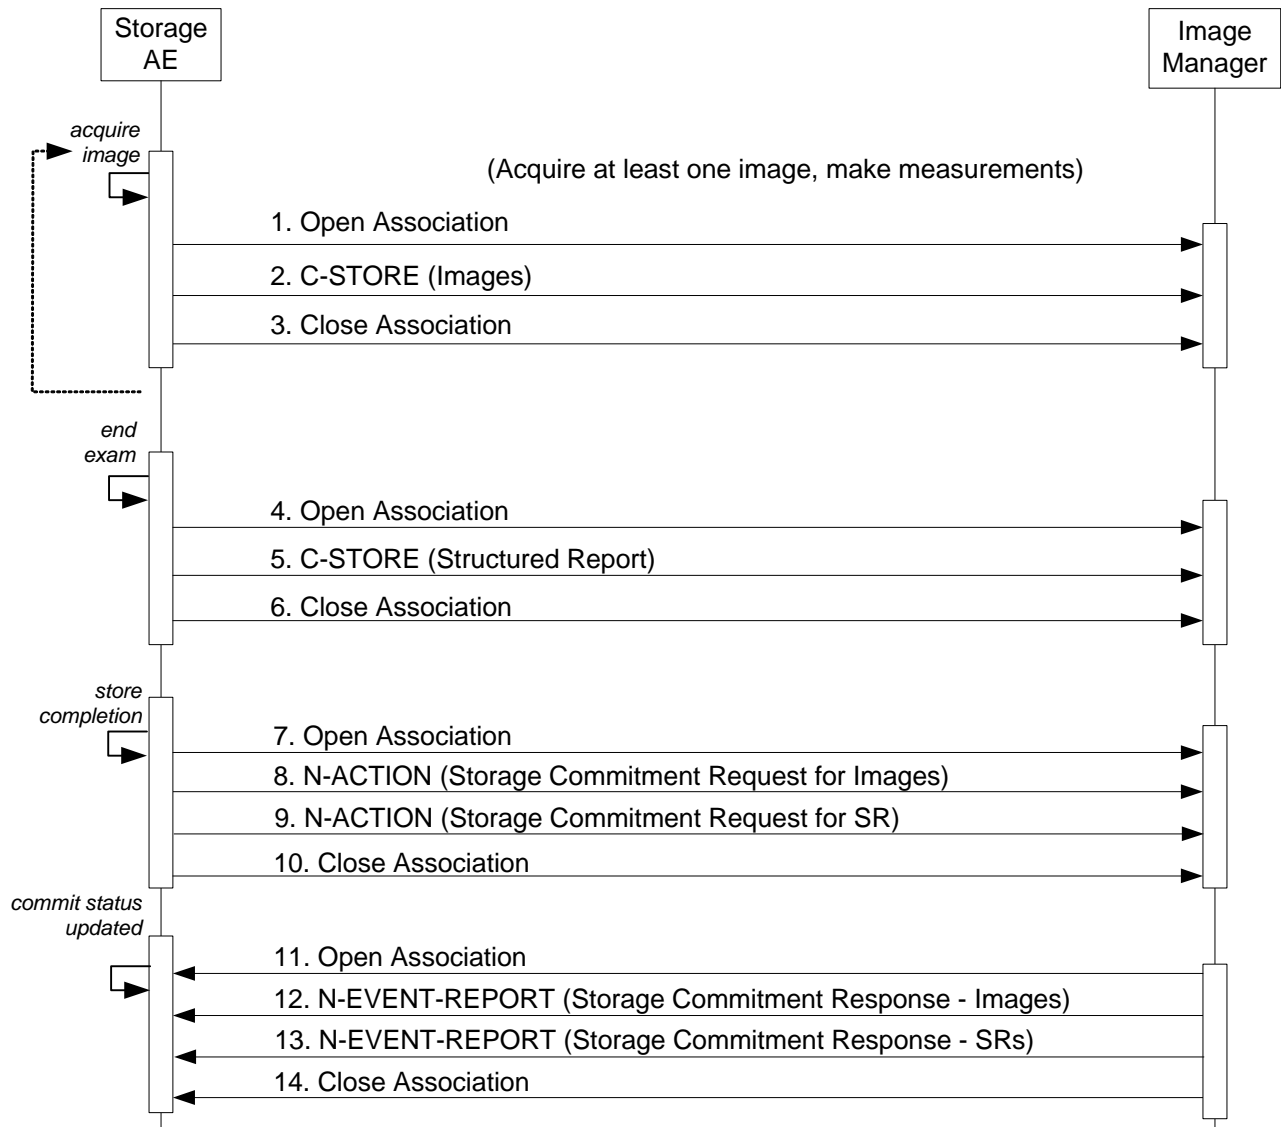 Storage
AE
Image
Manager
acquire
image
(Acquire at least one image, make measurements)
1. Open Association
2. C-STORE (Images)
3. Close Association
end
exam
4. Open Association
5. C-STORE (Structured Report)
6. Close Association
store
completion
7. Open Association
8. N-ACTION (Storage Commitment Request for Images)
9. N-ACTION (Storage Commitment Request for SR)
10. Close Association
commit status
updated
11. Open Association
12. N-EVENT-REPORT (Storage Commitment Response - Images)
13. N-EVENT-REPORT (Storage Commitment Response - SRs)
14. Close Association